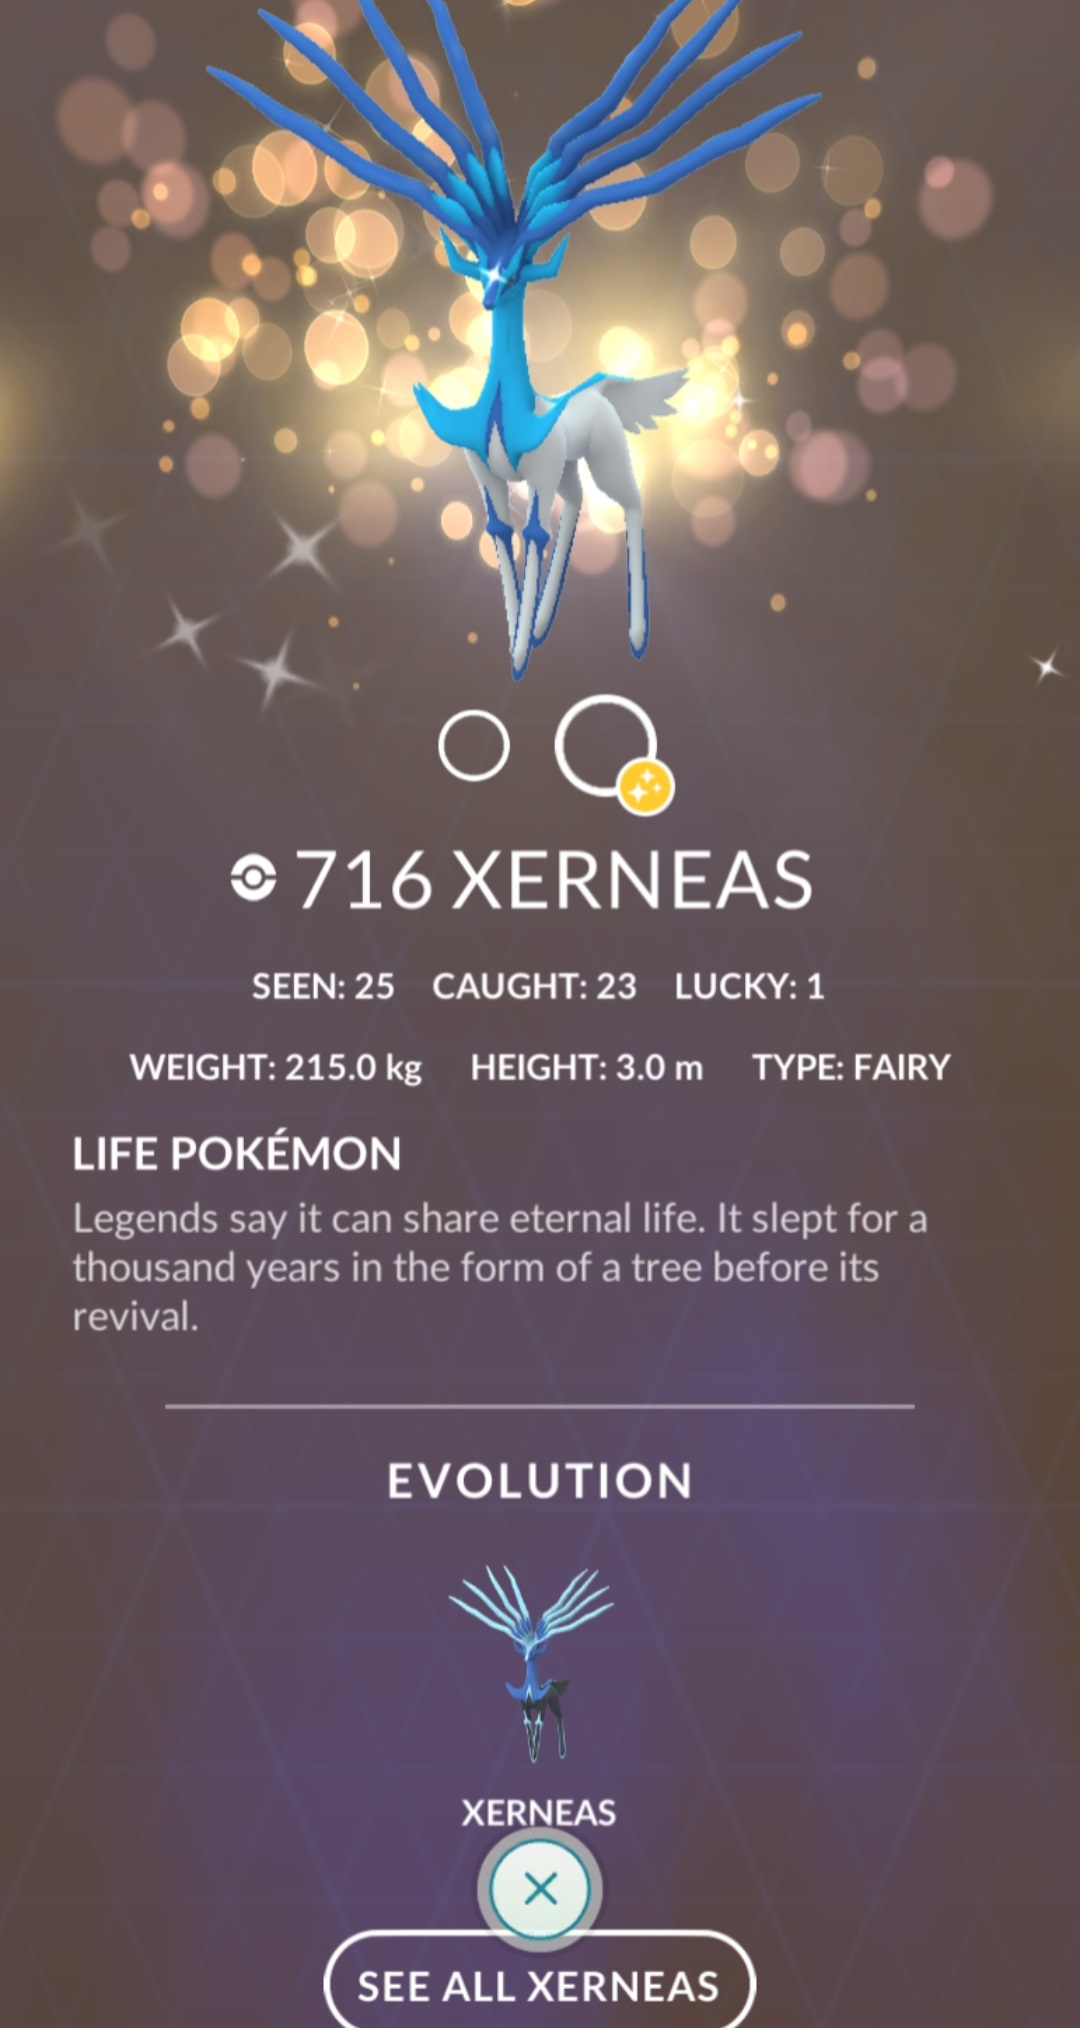 716 XERNEAS
SEEN: 25 CAUGHT: 23 LUCKY: 1
WEIGHT: 215.0 kg HEIGHT: 3.0 m TYPE: FAIRY
LIFE POKÉMON
Legends say it can share eternal life. It slept for a
thousand years in the form of a tree before its
revival.
EVOLUTION
XERNEAS
SEE ALL XERNEAS